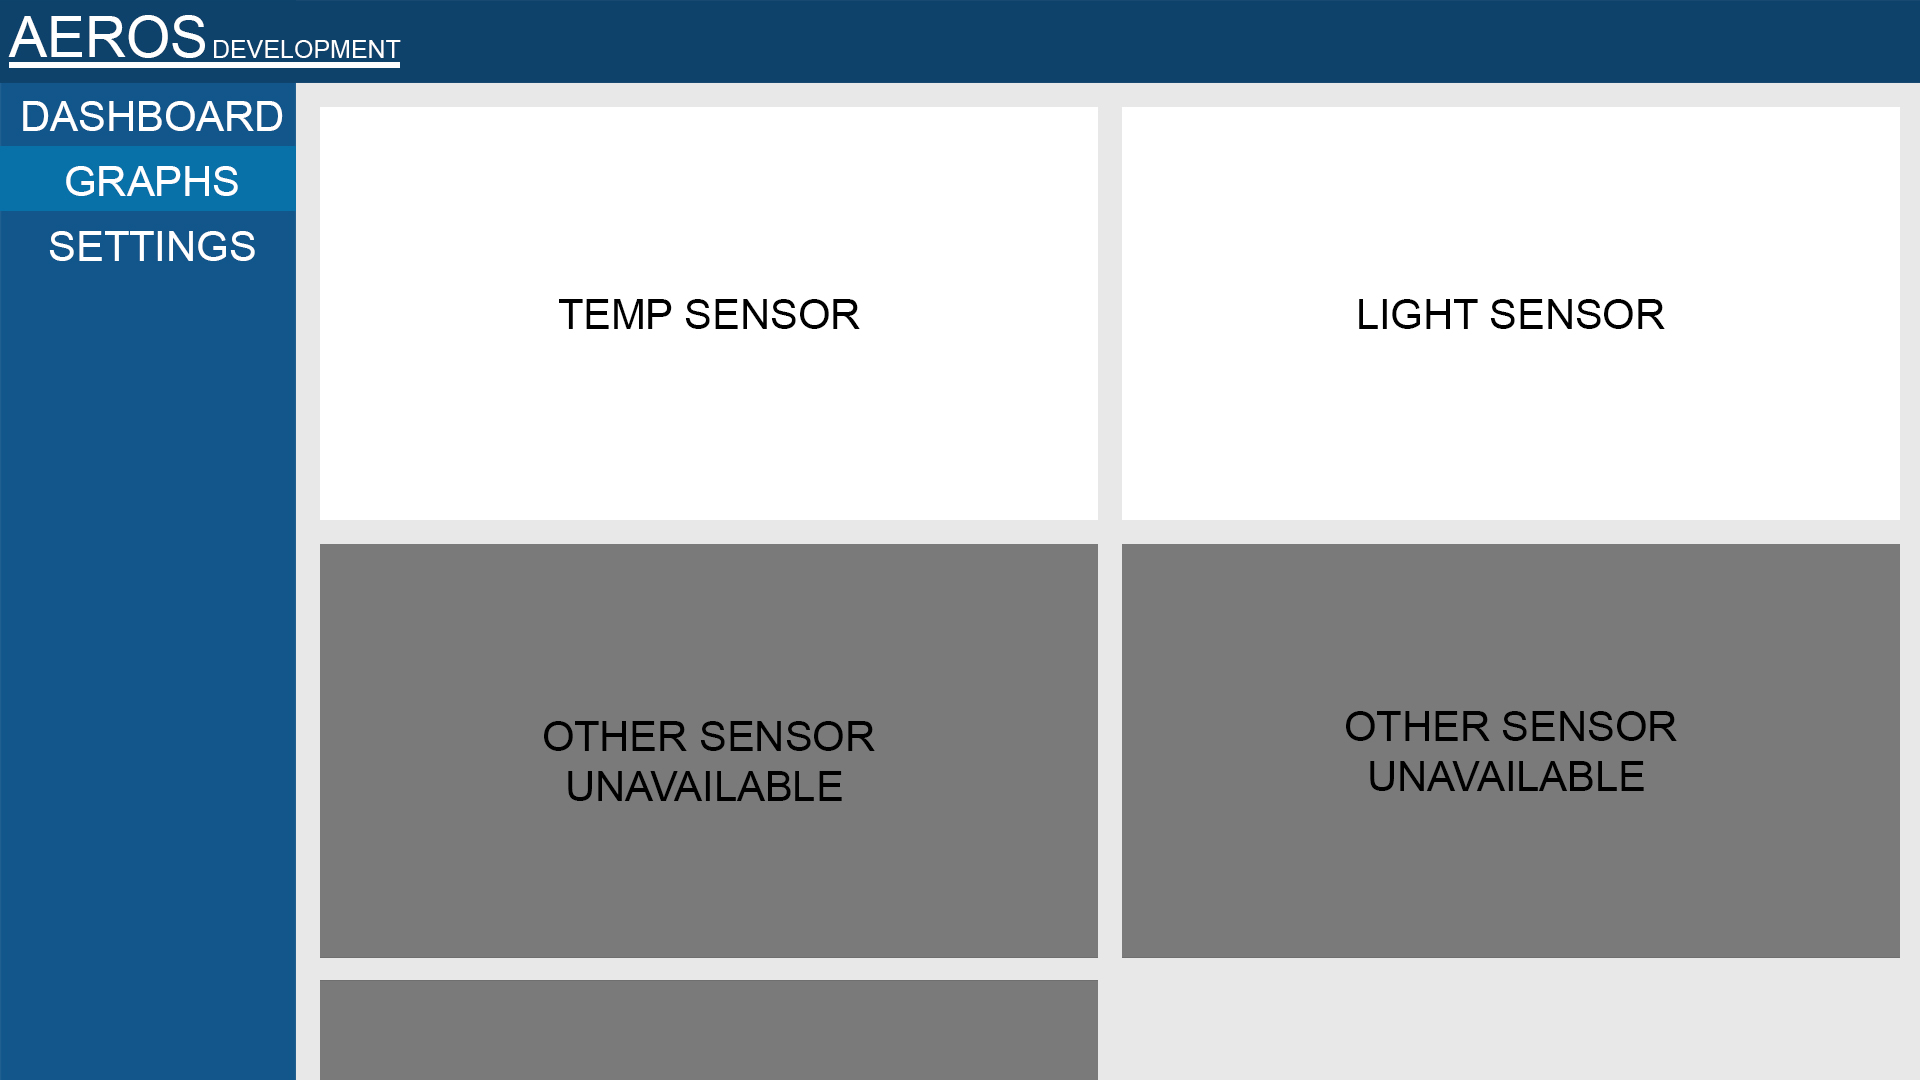 AEROS DEVELOPMENT
DASHBOARD
GRAPHS
SETTINGS
TEMP SENSOR
LIGHT SENSOR
OTHER SENSOR
UNAVAILABLE
OTHER SENSOR
UNAVAILABLE